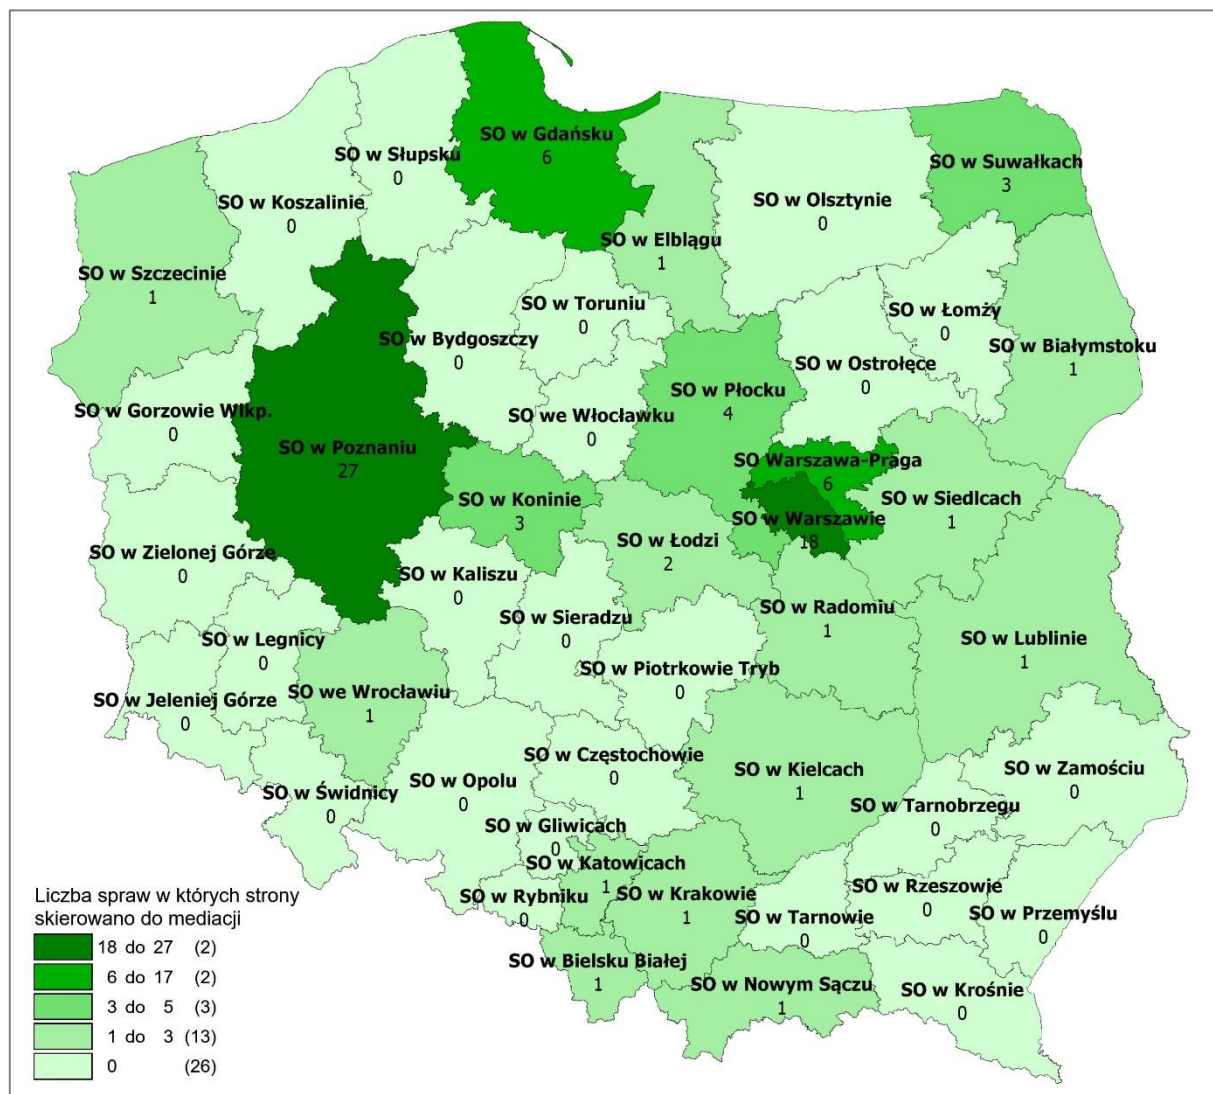 SO w Gdańsku
6
SO w Słupsku
0
SO w Suwałkach
3
SO w Koszalinie
0
SO w Olsztynie
0
SO w Elblągu
1
SO w Szczecinie
1
SO w Toruniu
0
SO w Łomży
0
SO w Bydgoszczy
0
SO w Białymstoku
1
SO w Ostrołęce
0
SO w Płocku
4
SO w Gorzowie Wlkp.
0
SO we Włocławku
0
SO w Poznaniu
27
SO Warszawa-Praga
6
SO w Koninie
3
SO w Siedlcach
1
SO w Warszawie
18
SO w Łodzi
2
SO w Zielonej Górze
0
SO w Kaliszu
0
SO w Radomiu
1
SO w Sieradzu
0
SO w Legnicy
0
SO w Lublinie
1
SO w Piotrkowie Tryb
0
SO we Wrocławiu
1
SO w Jeleniej Górze
0
SO w Częstochowie
0
SO w Kielcach
1
SO w Zamościu
0
SO w Opolu
0
SO w Świdnicy
0
SO w Tarnobrzegu
0
SO w Gliwicach
0
SO w Katowicach
1
SO w Rzeszowie
0
SO w Rybniku
0
SO w Krakowie
1
SO w Tarnowie
0
SO w Przemyślu
0
SO w Bielsku Białej
1
SO w Nowym Sączu
1
SO w Krośnie
0
Liczba spraw w których strony
skierowano do mediacji
18 do 27 (2)
6 do 17 (2)
3 do 5 (3)
1 do 3 (13)
0 (26)